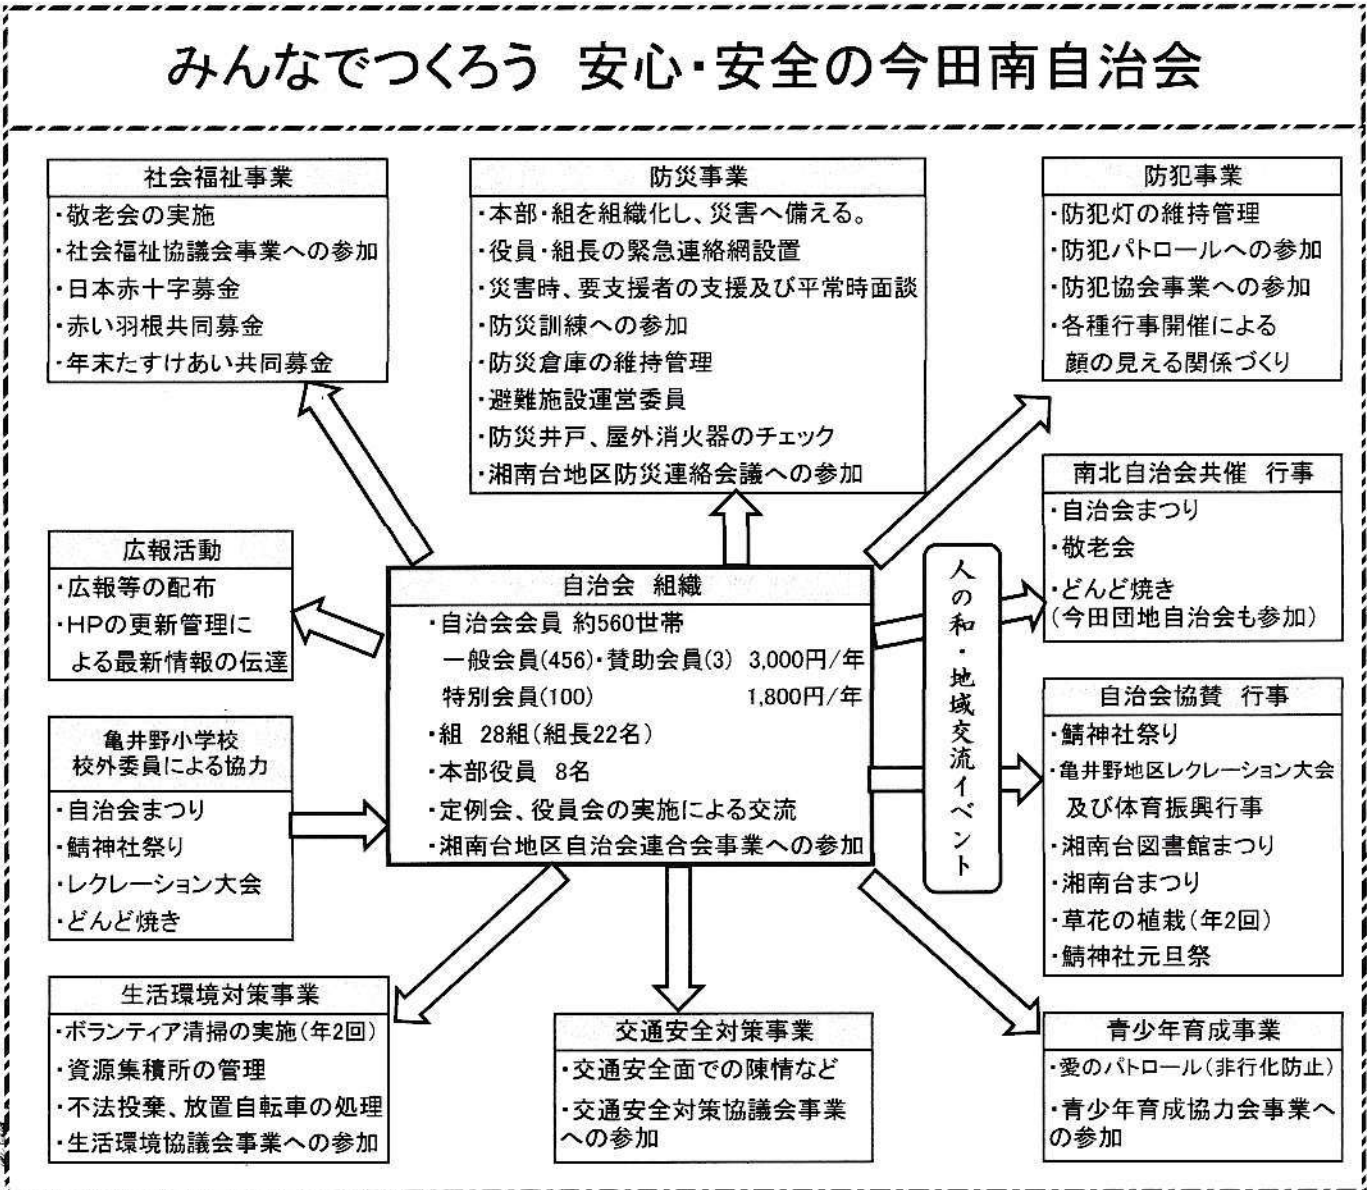 みんなでつくろう 安心・安全の今田南自治会
社会福祉事業
・敬老会の実施
・社会福祉協議会事業への参加
・日本赤十字募金
・赤い羽根共同募金
・年末たすけあい共同募金
防災事業
・本部・組を組織化し、災害へ備える。
・役員・組長の緊急連絡網設置
・災害時、要支援者の支援及び平常時面談
・防災訓練への参加
・防災倉庫の維持管理
・避難施設運営委員
・防災井戸、屋外消火器のチェック
・湘南台地区防災連絡会議への参加
防犯事業
・防犯灯の維持管理
・防犯パトロールへの参加
・防犯協会事業への参加
・各種行事開催による
顔の見える関係づくり
広報活動
・広報等の配布
・HPの更新管理に
よる最新情報の伝達
自治会 組織
・自治会会員 約560世帯
一般会員(456)・賛助会員(3) 3,000円/年
特別会員(100) 1,800円/年
・組 28組(組長22名)
・本部役員 8名
・定例会、役員会の実施による交流
・湘南台地区自治会連合会事業への参加
人の和・地域交流イベント
南北自治会共催 行事
・自治会まつり
・敬老会
・どんど焼き
(今田団地自治会も参加)
自治会協賛 行事
・鯖神社祭り
・亀井野地区レクレーション大会
及び体育振興行事
・湘南台図書館まつり
・湘南台まつり
・草花の植栽(年2回)
・鯖神社元旦祭
亀井野小学校
校外委員による協力
・自治会まつり
・鯖神社祭り
・レクレーション大会
・どんど焼き
生活環境対策事業
・ボランティア清掃の実施(年2回)
・資源集積所の管理
・不法投棄、放置自転車の処理
・生活環境協議会事業への参加
交通安全対策事業
・交通安全面での陳情など
・交通安全対策協議会事業
への参加
青少年育成事業
・愛のパトロール(非行化防止)
・青少年育成協力会事業へ
の参加